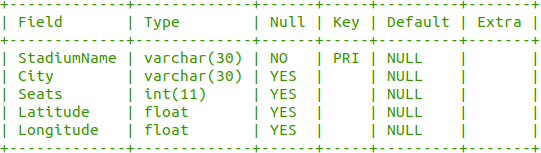 +-------------+-------------+------+-----+---------+-------+
| Field       | Type        | Null | Key | Default | Extra |
+-------------+-------------+------+-----+---------+-------+
| StadiumName | varchar(30) | NO   | PRI | NULL    |       |
| City        | varchar(30) | YES  |     | NULL    |       |
| Seats       | int(11)     | YES  |     | NULL    |       |
| Latitude    | float       | YES  |     | NULL    |       |
| Longitude   | float       | YES  |     | NULL    |       |
+-------------+-------------+------+-----+---------+-------+